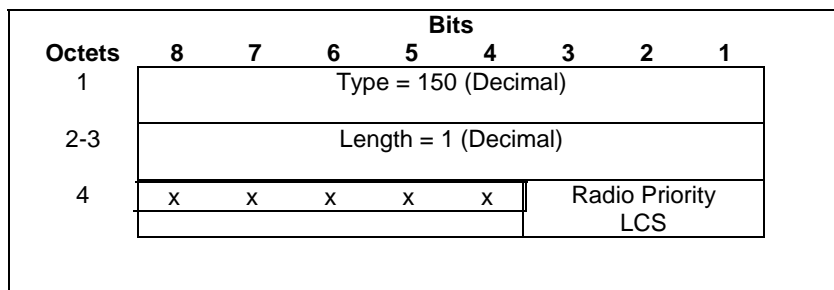 Bits
Octets 8 7 6 5 4 3 2 1
1 Type = 150 (Decimal)
2-3 Length = 1 (Decimal)
4 x x x x x Radio Priority
LCS